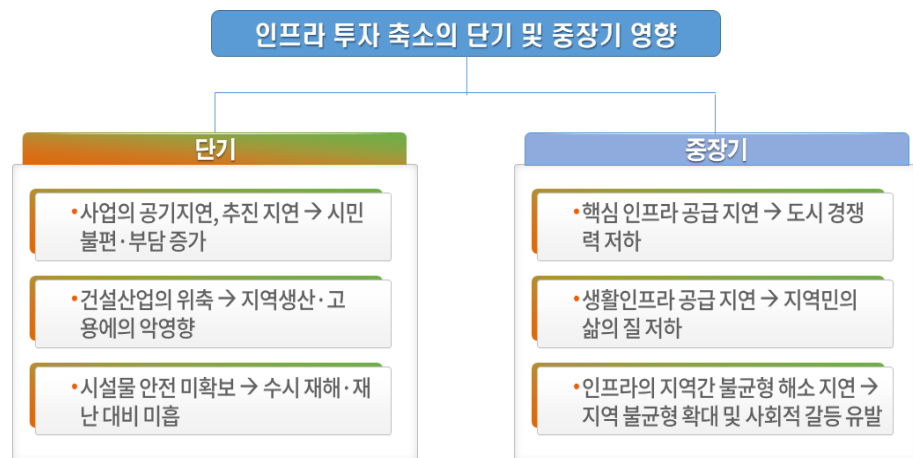 인프라 투자 축소의 단기 및 중장기 영향
단기
•사업의 공기지연, 추진 지연 → 시민
불편·부담 증가
•건설산업의 위축 → 지역생산·고
용에의 악영향
•시설물 안전 미확보 → 수시 재해·재
난 대비 미흡
중장기
•핵심 인프라 공급 지연 → 도시 경쟁
력 저하
•생활인프라 공급 지연 → 지역민의
삶의 질 저하
•인프라의 지역간 불균형 해소 지연 →
지역 불균형 확대 및 사회적 갈등 유발